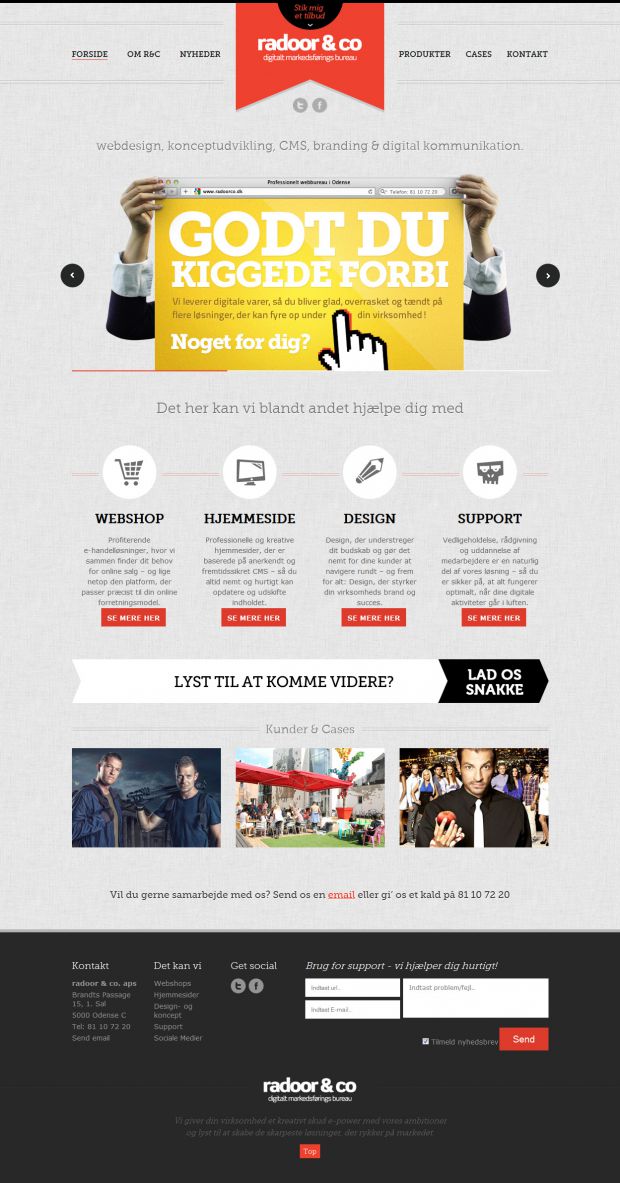 Stik mig
et tilbud
FORSIDE OM R&C NYHEDER
radoor & co
digitalt markedsførings bureau
PRODUKTER CASES KONTAKT
webdesign, konceptudvikling, CMS, branding & digital kommunikation.
Professionelt webbureau i Odense
www.radoorco.dk
Telefon: 81 10 72 20
GODT DU
KIGGEDE FORBI
Vi leverer digitale varer, så du bliver glad, overrasket og tændt på
flere løsninger, der kan fyre op under din virksomhed!
Noget for dig?
Det her kan vi blandt andet hjælpe dig med
WEBSHOP
Profiterende
e-handelløsninger, hvor vi
sammen finder dit behov
for online salg – og lige
netop den platform, der
passer præcist til din online
forretningsmodel.
SE MERE HER
HJEMMESIDE
Professionelle og kreative
hjemmesider, der er
baserede på anerkendt og
fremtidssikret CMS – så du
altid nemt og hurtigt kan
opdatere og udskifte
indholdet.
SE MERE HER
DESIGN
Design, der understreger
dit budskab og gør det
nemt for dine kunder at
navigere rundt – og frem
for alt: Design, der styrker
din virksomheds brand og
succes.
SE MERE HER
SUPPORT
Vedligeholdelse, rådgivning
og uddannelse af
medarbejdere er en naturlig
del af vores løsning – så du
er sikker på, at alt fungerer
optimalt, når dine digitale
aktiviteter går i luften.
SE MERE HER
LYST TIL AT KOMME VIDERE?
LAD OS
SNAKKE
Kunder & Cases
Vil du gerne samarbejde med os? Send os en email eller gi' os et kald på 81 10 72 20
Kontakt
radoor & co. aps
Brandts Passage
15, 1. Sal
5000 Odense C
Tel: 81 10 72 20
Send email
Det kan vi
Webshops
Hjemmesider
Design- og
koncept
Support
Sociale Medier
Get social
Brug for support - vi hjælper dig hurtigt!
Indtast url..
Indtast E-mail..
Indtast problem/fejl..
Tilmeld nyhedsbrev
Send
radoor & co
digitalt markedsførings bureau
Vi giver din virksomhed et kreativt skud e-power med vores ambitioner
og lyst til at skabe de skarpeste løsninger, der rykker på markedet.
Top